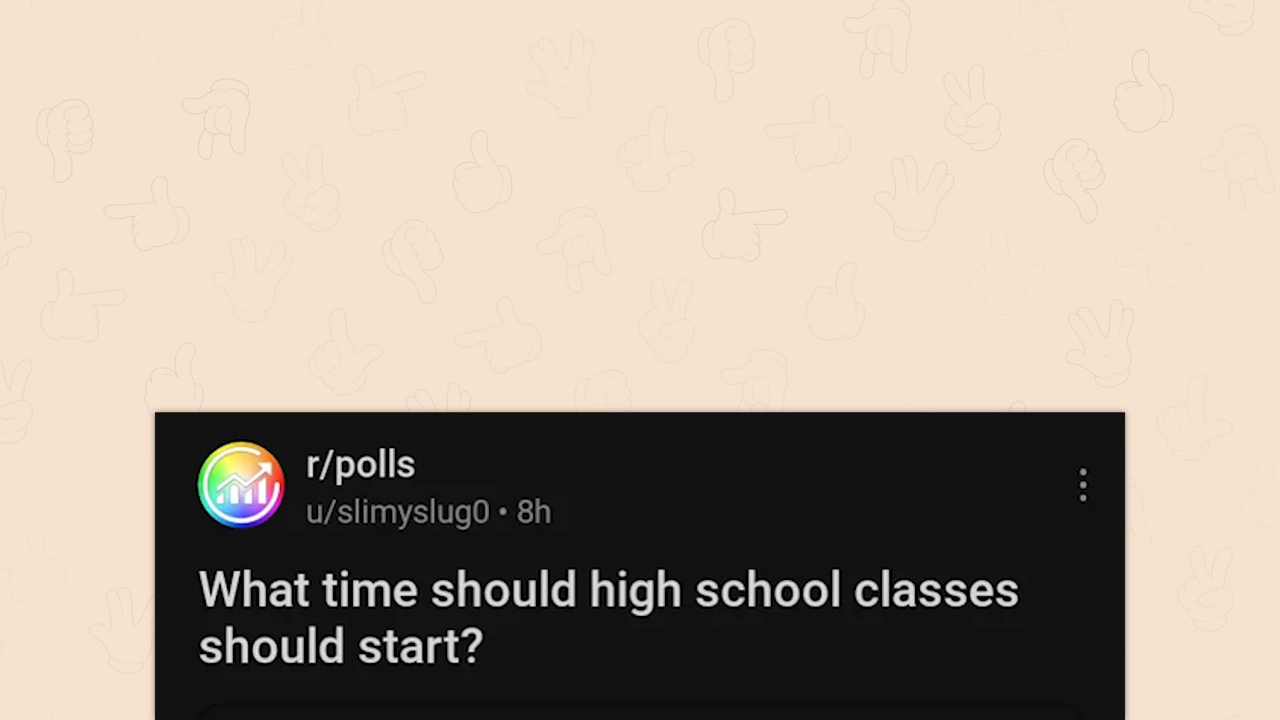 r/polls
u/slimyslug0 • 8h
What time should high school classes
should start?